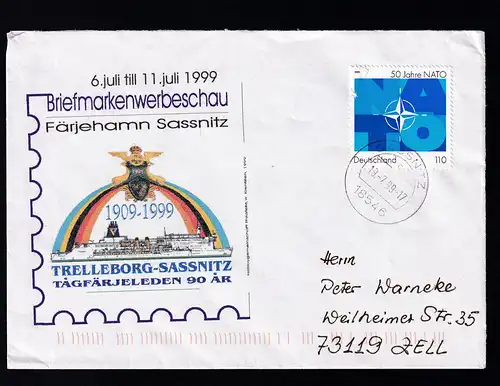 6.juli till 11.juli 1999
Briefmarkenwerbeschau
Färjehamn Sassnitz
1909-1999
TRELLEBORG-SASSNITZ
TÅGFÄRJELEDEN 90 ÅR
50 Jahre NATO
NATO
Deutschland 110
SASSNITZ
18546
Herrn
Peter Warneke
Weilheimer Str. 35
73119 ZELL